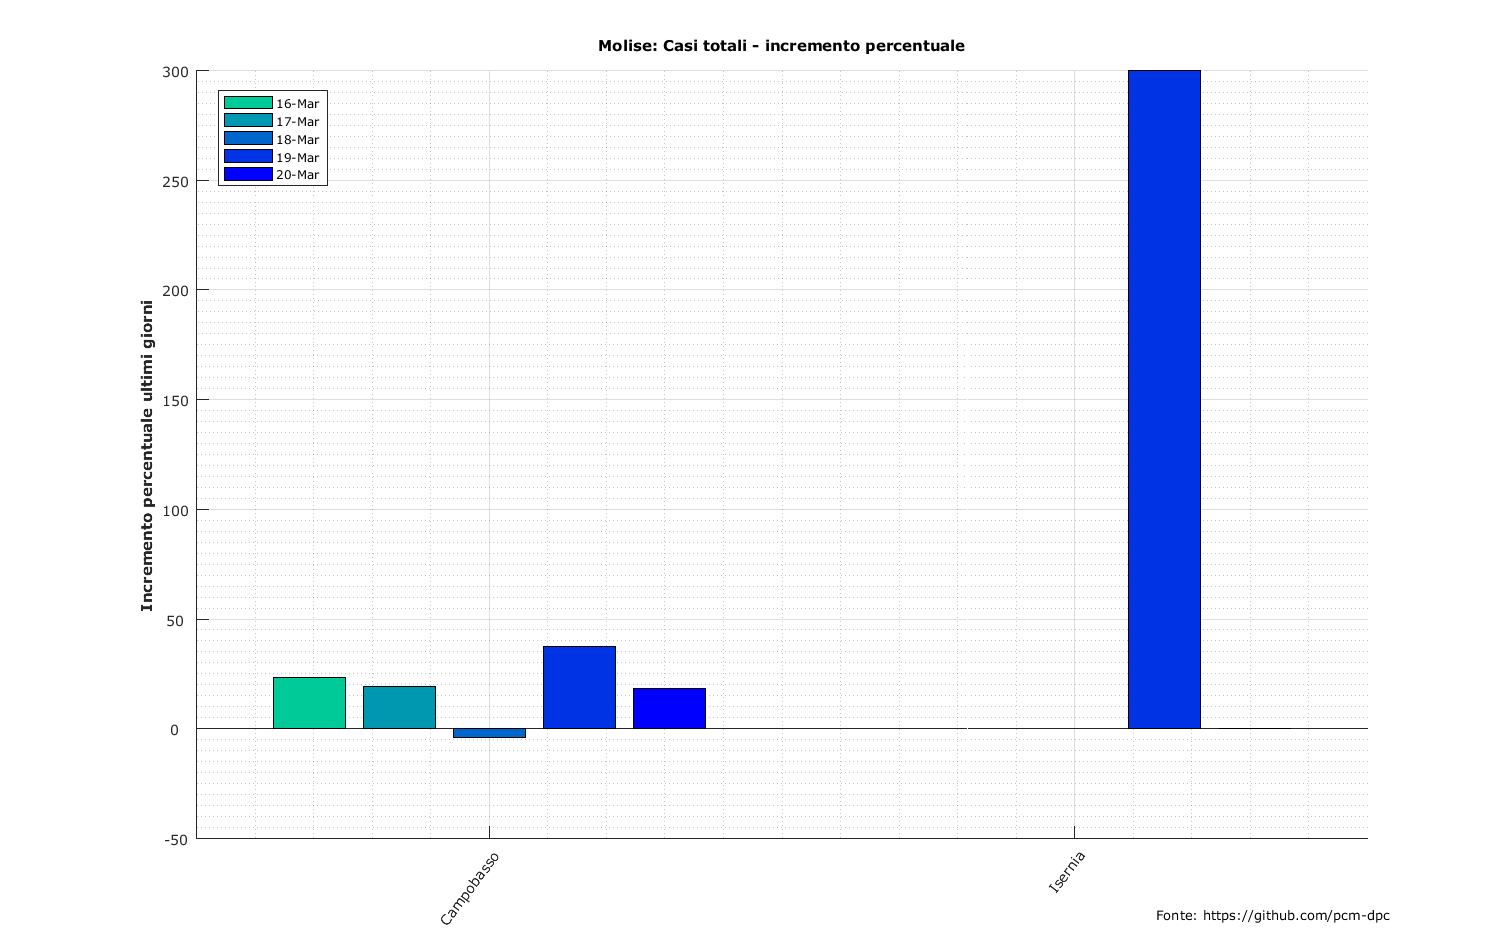 Molise: Casi totali - incremento percentuale
300
250
200
150
100
50
0
-50
16-Mar
17-Mar
18-Mar
19-Mar
20-Mar
Incremento percentuale ultimi giorni
Campobasso
Isernia
Fonte: https://github.com/pcm-dpc